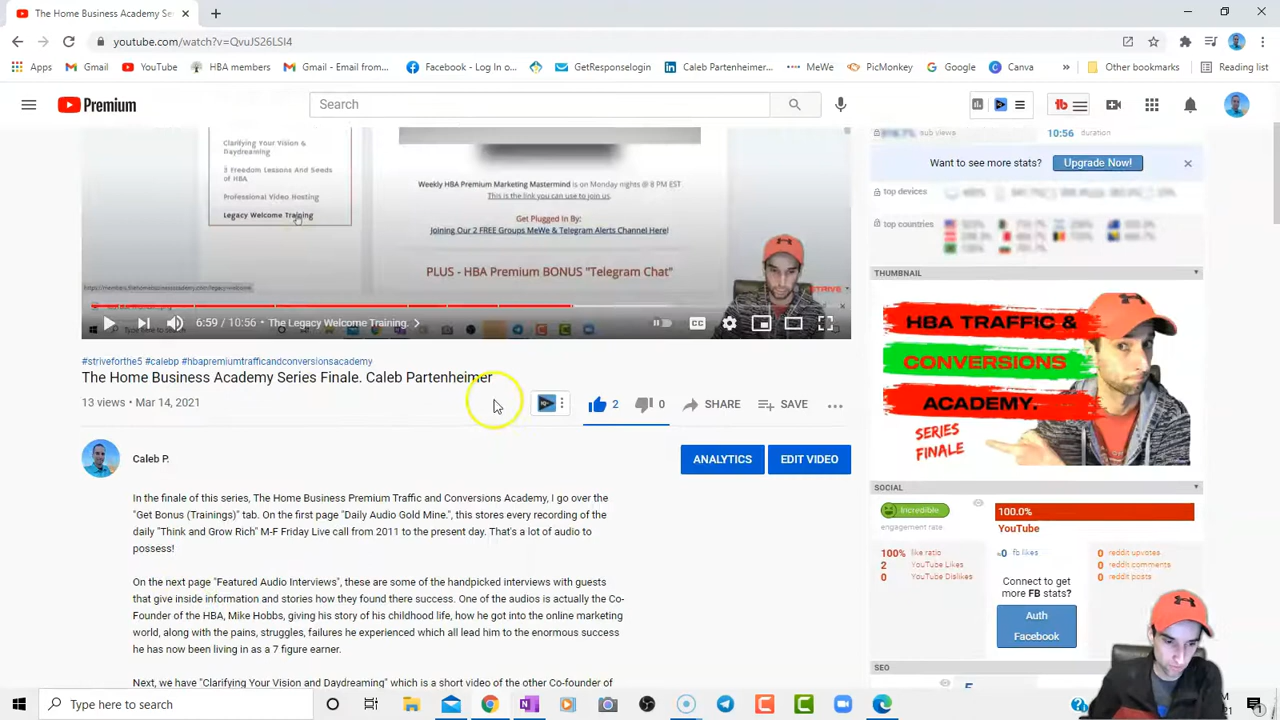 The Home Business Academy Se
youtube.com/watch?v=QvuJS26LSI4
Apps Gmail YouTube HBA members Gmail - Email from... Facebook - Log in o... GetResponselogin Caleb Partenheimer... MeWe PicMonkey Google Canva » Other bookmarks Reading list
Premium
Search
sub views 10:56 duration
Want to see more stats? Upgrade Now!
top devices
top countries
Clarifying Your Vision &
Daydreaming
3 Freedom Lessons And Seeds
of HBA
Professional Video Hosting
Legacy Welcome Training
Weekly HBA Premium Marketing Mastermind is on Monday nights @ 8 PM EST.
This is the link you can use to join us.
Get Plugged In By:
Joining Our 2 FREE Groups MeWe & Telegram Alerts Channel Here!
PLUS - HBA Premium BONUS "Telegram Chat"
STRIVE
6:59 / 10:56 • The Legacy Welcome Training.
CC
#striveforthe5 #calebp #hbapremiumtrafficandconversionsacademy
The Home Business Academy Series Finale. Caleb Partenheimer
13 views • Mar 14, 2021
2 0 SHARE SAVE
Caleb P.
ANALYTICS EDIT VIDEO
In the finale of this series, The Home Business Premium Traffic and Conversions Academy, I go over the
"Get Bonus (Trainings)" tab. On the first page "Daily Audio Gold Mine.", this stores every recording of the
daily "Think and Grow Rich" M-F Friday Live call from 2011 to the present day. That's a lot of audio to
possess!
On the next page "Featured Audio Interviews", these are some of the handpicked interviews with guests
that give inside information and stories how they found there success. One of the audios is actually the Co-
Founder of the HBA, Mike Hobbs, giving his story of his childhood life, how he got into the online marketing
world, along with the pains, struggles, failures he experienced which all lead him to the enormous success
he has now been living in as a 7 figure earner.
Next, we have "Clarifying Your Vision and Daydreaming" which is a short video of the other Co-founder of
THUMBNAIL
HBA TRAFFIC &
CONVERSIONS
ACADEMY.
SERIES
FINALE
SOCIAL
Incredible
engagement rate
100.0%
YouTube
100% like ratio
2 YouTube Likes
0 YouTube Dislikes
0 fb likes
Connect to get
more FB stats?
Auth
Facebook
0 reddit upvotes
0 reddit comments
0 reddit posts
SEO
Type here to search